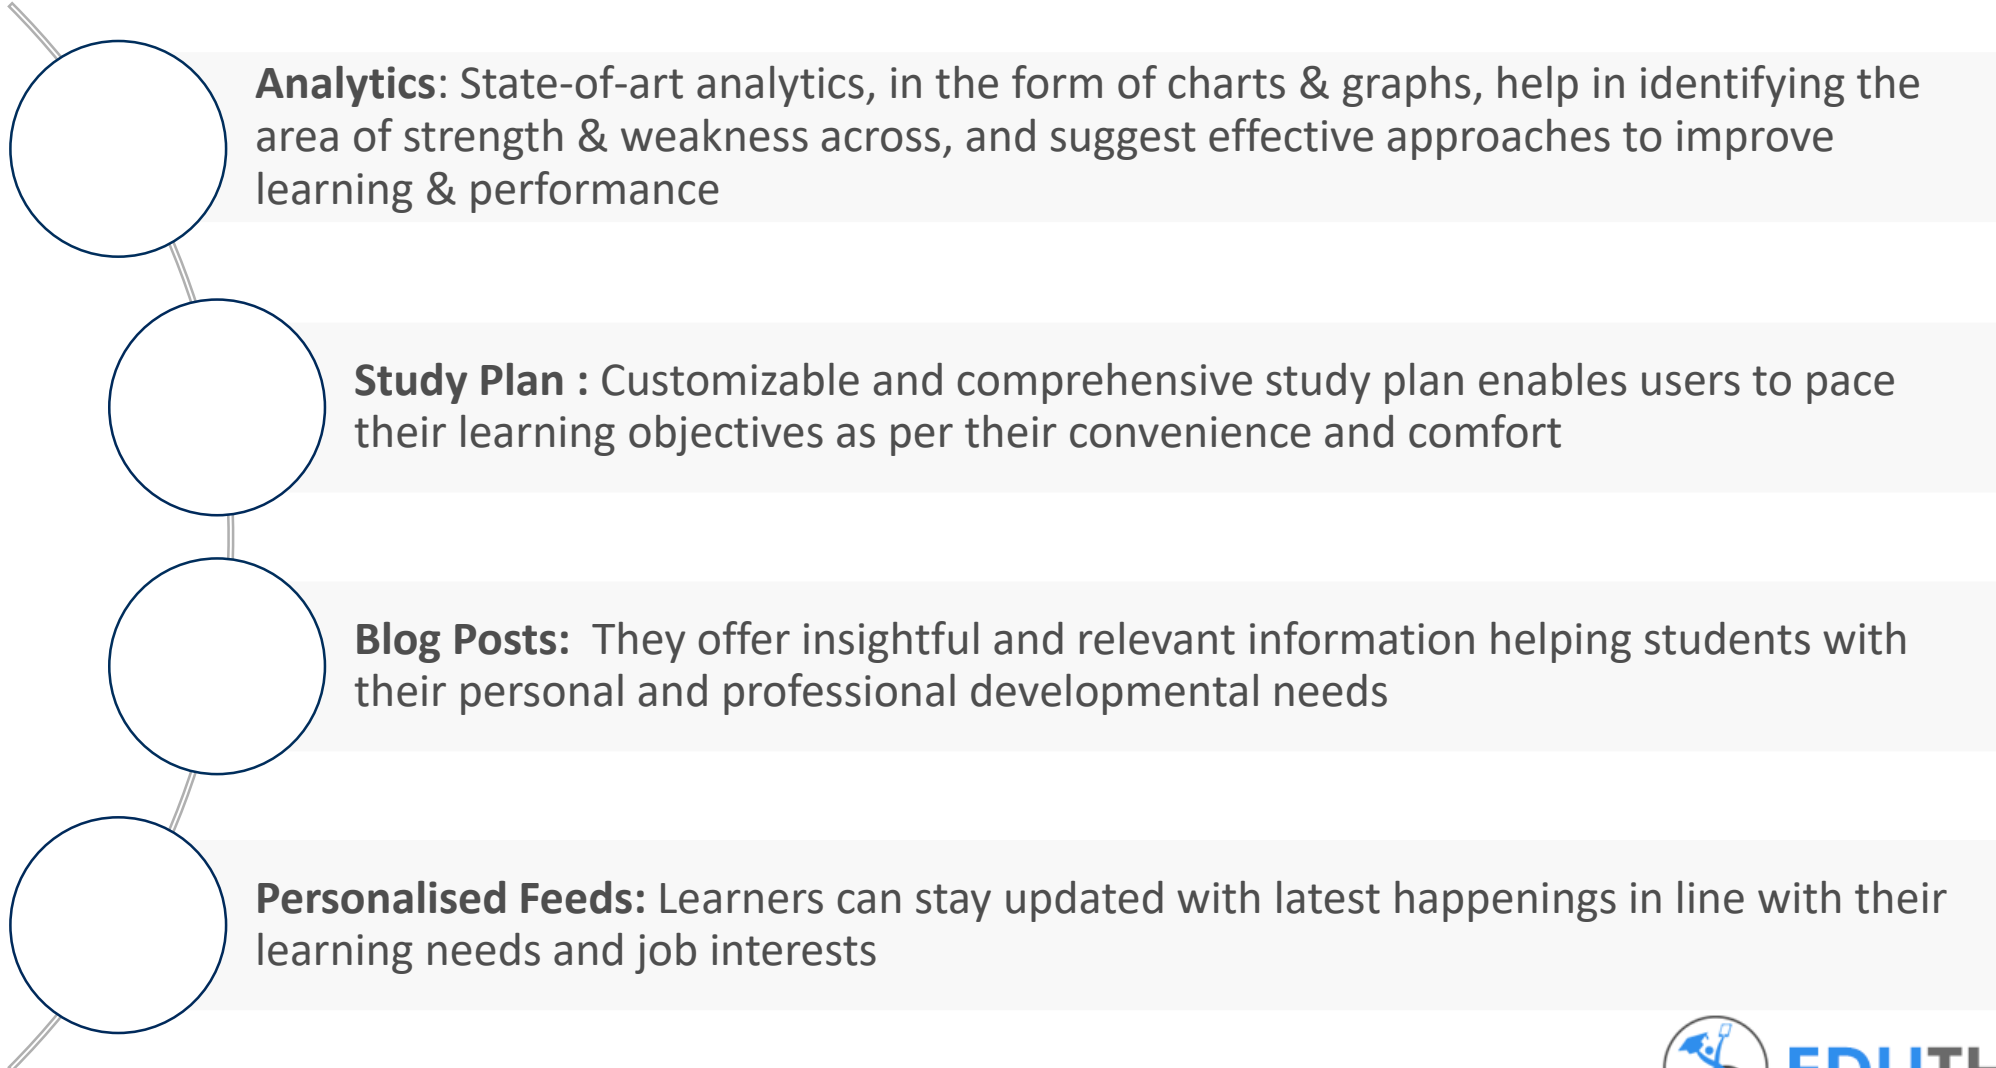 Analytics: State-of-art analytics, in the form of charts & graphs, help in identifying the
area of strength & weakness across, and suggest effective approaches to improve
learning & performance
Study Plan : Customizable and comprehensive study plan enables users to pace
their learning objectives as per their convenience and comfort
Blog Posts:  They offer insightful and relevant information helping students with
their personal and professional developmental needs
Personalised Feeds: Learners can stay updated with latest happenings in line with their
learning needs and job interests